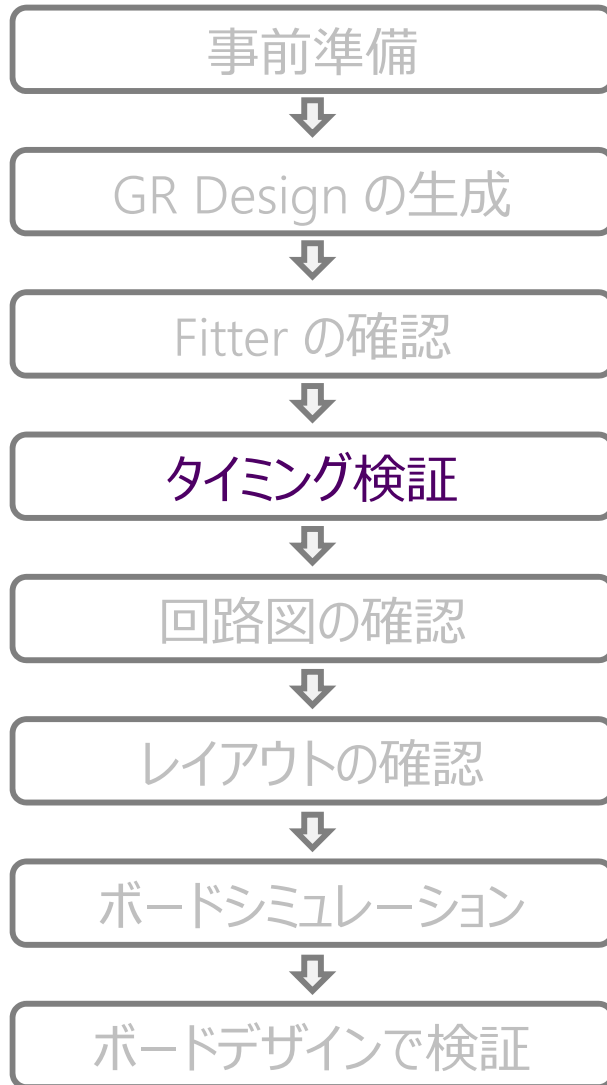 事前準備
GR Design の生成
Fitter の確認
タイミング検証
回路図の確認
レイアウトの確認
ボードシミュレーション
ボードデザインで検証